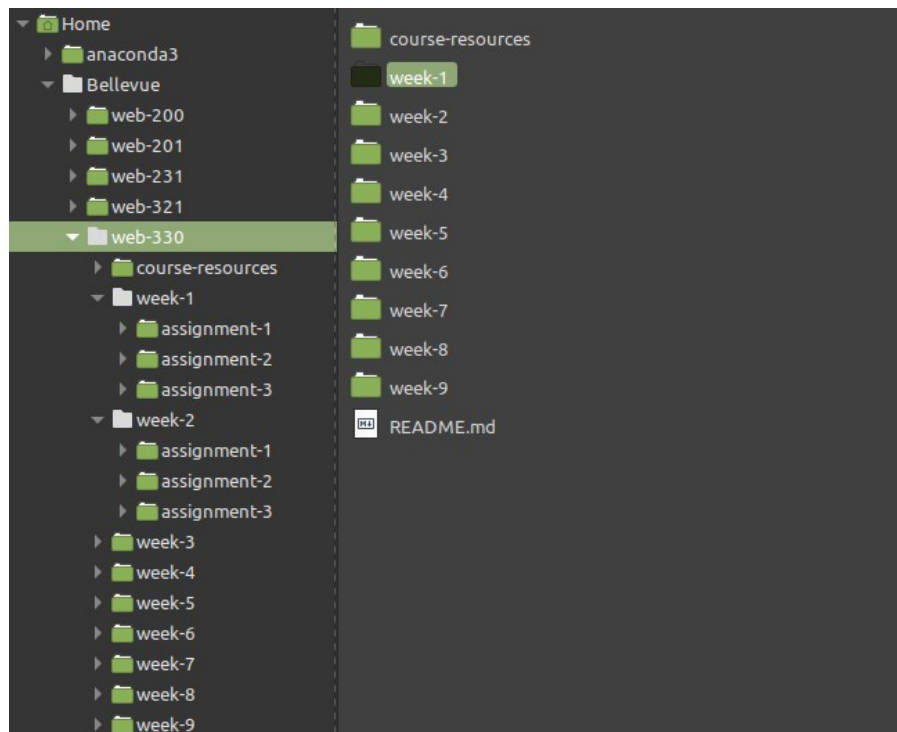 Home
anaconda3
Bellevue
web-200
web-201
web-231
web-321
web-330
course-resources
week-1
assignment-1
assignment-2
assignment-3
week-2
assignment-1
assignment-2
assignment-3
week-3
week-4
week-5
week-6
week-7
week-8
week-9
course-resources
week-1
week-2
week-3
week-4
week-5
week-6
week-7
week-8
week-9
README.md